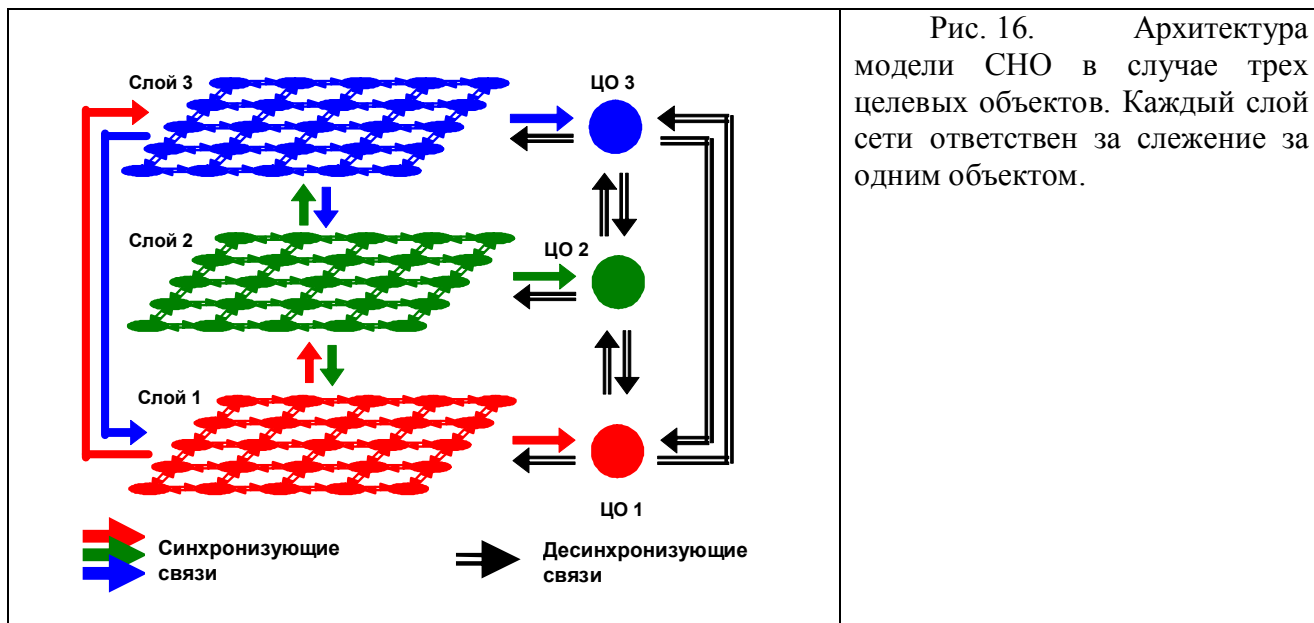 Слой 3
ЦО 3
Слой 2
ЦО 2
Слой 1
ЦО 1
Синхронизующие
связи
Десинхронизующие
связи
Рис. 16. Архитектура
модели СНО в случае трех
целевых объектов. Каждый слой
сети ответствен за слежение за
одним объектом.